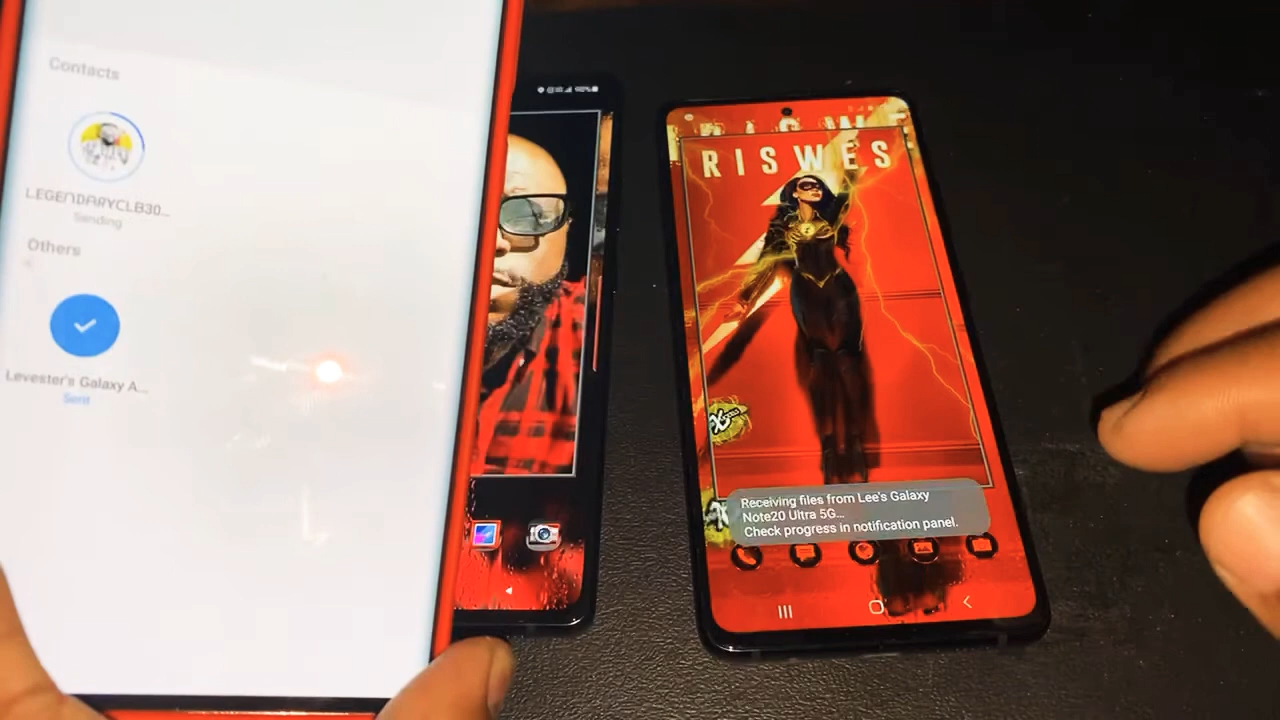 Contacts
LEGENDARYCLB30...
Sending
Others
Levester's Galaxy A...
Sent
RISWES
Receiving files from Lee's Galaxy
Note20 Ultra 5G...
Check progress in notification panel.